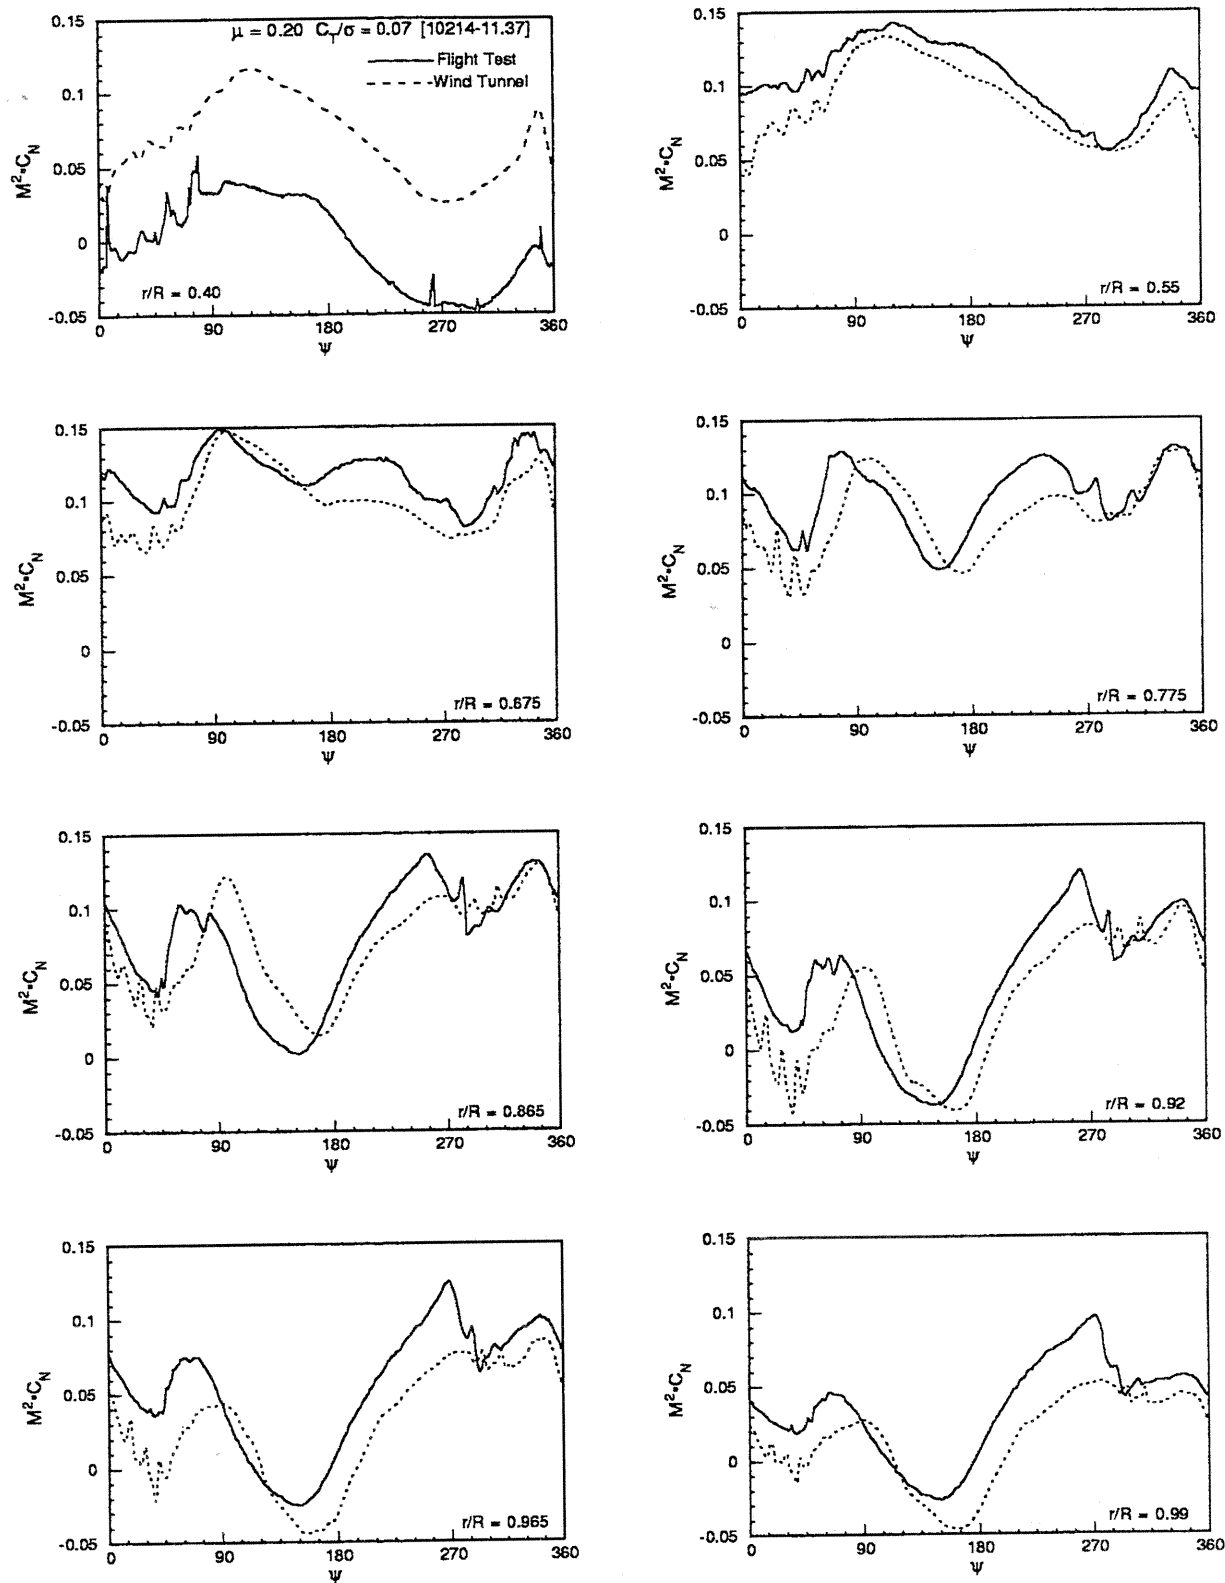 μ = 0.20 C_T/σ = 0.07 [10214-11.37]
Flight Test
Wind Tunnel
0.15
0.1
0.05
0
-0.05
M²•C_N
r/R = 0.40
0 90 180 270 360
ψ
0.15
0.1
0.05
0
-0.05
M²•C_N
r/R = 0.55
0 90 180 270 360
ψ
0.15
0.1
0.05
0
-0.05
M²•C_N
r/R = 0.675
0 90 180 270 360
ψ
0.15
0.1
0.05
0
-0.05
M²•C_N
r/R = 0.775
0 90 180 270 360
ψ
0.15
0.1
0.05
0
-0.05
M²•C_N
r/R = 0.865
0 90 180 270 360
ψ
0.15
0.1
0.05
0
-0.05
M²•C_N
r/R = 0.92
0 90 180 270 360
ψ
0.15
0.1
0.05
0
-0.05
M²•C_N
r/R = 0.965
0 90 180 270 360
ψ
0.15
0.1
0.05
0
-0.05
M²•C_N
r/R = 0.99
0 90 180 270 360
ψ